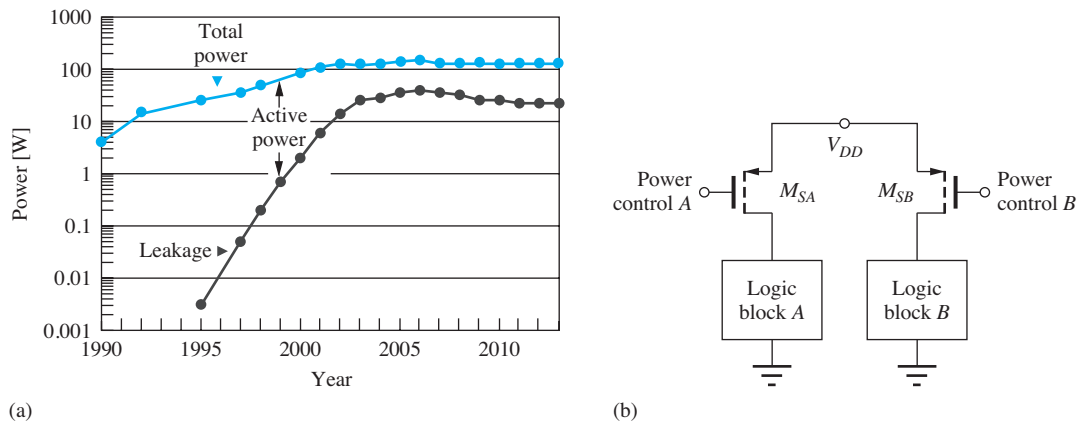 1000
100
10
1
0.1
0.01
0.001
Power [W]
Total
power
Active
power
Leakage
1990
1995
2000
2005
2010
Year
(a)
V_DD
Power
control A
M_SA
M_SB
Power
control B
Logic
block A
Logic
block B
(b)